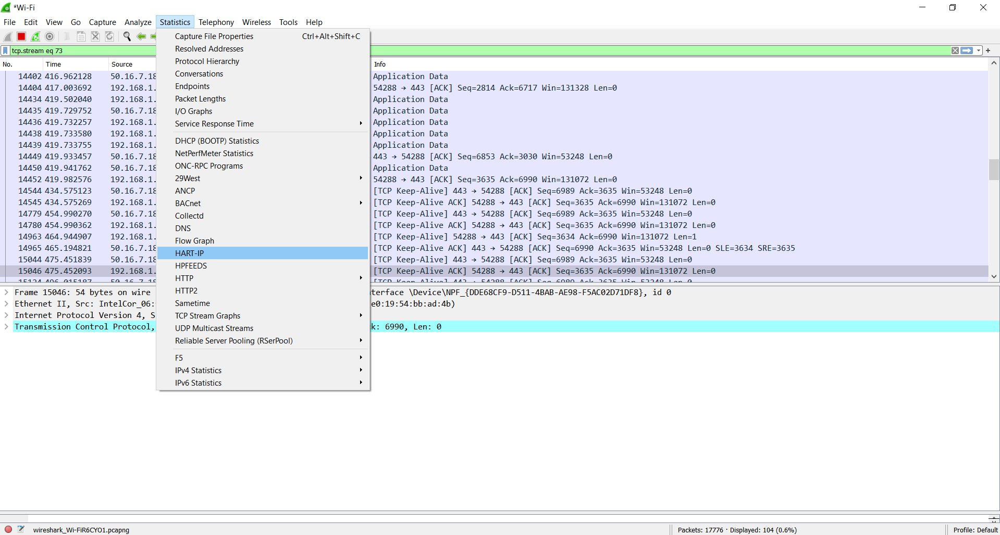 *Wi-Fi
File Edit View Go Capture Analyze Statistics Telephony Wireless Tools Help
tcp.stream eq 73
Capture File Properties Ctrl+Alt+Shift+C
Resolved Addresses
Protocol Hierarchy
Conversations
Endpoints
Packet Lengths
I/O Graphs
Service Response Time
DHCP (BOOTP) Statistics
NetPerfMeter Statistics
ONC-RPC Programs
29West
ANCP
BACnet
Collectd
DNS
Flow Graph
HART-IP
HPFEEDS
HTTP
HTTP2
Sametime
TCP Stream Graphs
UDP Multicast Streams
Reliable Server Pooling (RSerPool)
F5
IPv4 Statistics
IPv6 Statistics
No. Time Source Info
14402 416.962128 50.16.7.18 Application Data
14404 417.003692 192.168.1. 54288 → 443 [ACK] Seq=2814 Ack=6717 Win=131328 Len=0
14434 419.502040 192.168.1. Application Data
14435 419.729752 50.16.7.18 Application Data
14436 419.732257 50.16.7.18 Application Data
14438 419.733580 192.168.1. Application Data
14439 419.733755 192.168.1. Application Data
14449 419.933457 50.16.7.18 443 → 54288 [ACK] Seq=6853 Ack=3030 Win=53248 Len=0
14450 419.941762 50.16.7.18 Application Data
14452 419.982576 192.168.1. 54288 → 443 [ACK] Seq=3635 Ack=6990 Win=131072 Len=0
14544 434.575123 50.16.7.18 [TCP Keep-Alive] 443 → 54288 [ACK] Seq=6989 Ack=3635 Win=53248 Len=0
14545 434.575269 192.168.1. [TCP Keep-Alive ACK] 54288 → 443 [ACK] Seq=3635 Ack=6990 Win=131072 Len=0
14779 454.990270 50.16.7.18 [TCP Keep-Alive] 443 → 54288 [ACK] Seq=6989 Ack=3635 Win=53248 Len=0
14780 454.990362 192.168.1. [TCP Keep-Alive ACK] 54288 → 443 [ACK] Seq=3635 Ack=6990 Win=131072 Len=0
14963 464.944907 192.168.1. [TCP Keep-Alive] 54288 → 443 [ACK] Seq=3634 Ack=6990 Win=131072 Len=1
14965 465.194821 50.16.7.18 [TCP Keep-Alive ACK] 443 → 54288 [ACK] Seq=6990 Ack=3635 Win=53248 Len=0 SLE=3634 SRE=3635
15044 475.451839 50.16.7.18 [TCP Keep-Alive] 443 → 54288 [ACK] Seq=6989 Ack=3635 Win=53248 Len=0
15046 475.452093 192.168.1. [TCP Keep-Alive ACK] 54288 → 443 [ACK] Seq=3635 Ack=6990 Win=131072 Len=0
Frame 15046: 54 bytes on wire terface \Device\NPF_{DDE68CF9-D511-4BAB-AE98-F5AC02D71DF8}, id 0
Ethernet II, Src: IntelCor_06: e0:19:54:bb:ad:4b)
Internet Protocol Version 4, S
Transmission Control Protocol, k: 6990, Len: 0
wireshark_Wi-FiR6CYO1.pcapng Packets: 17776 · Displayed: 104 (0.6%) Profile: Default